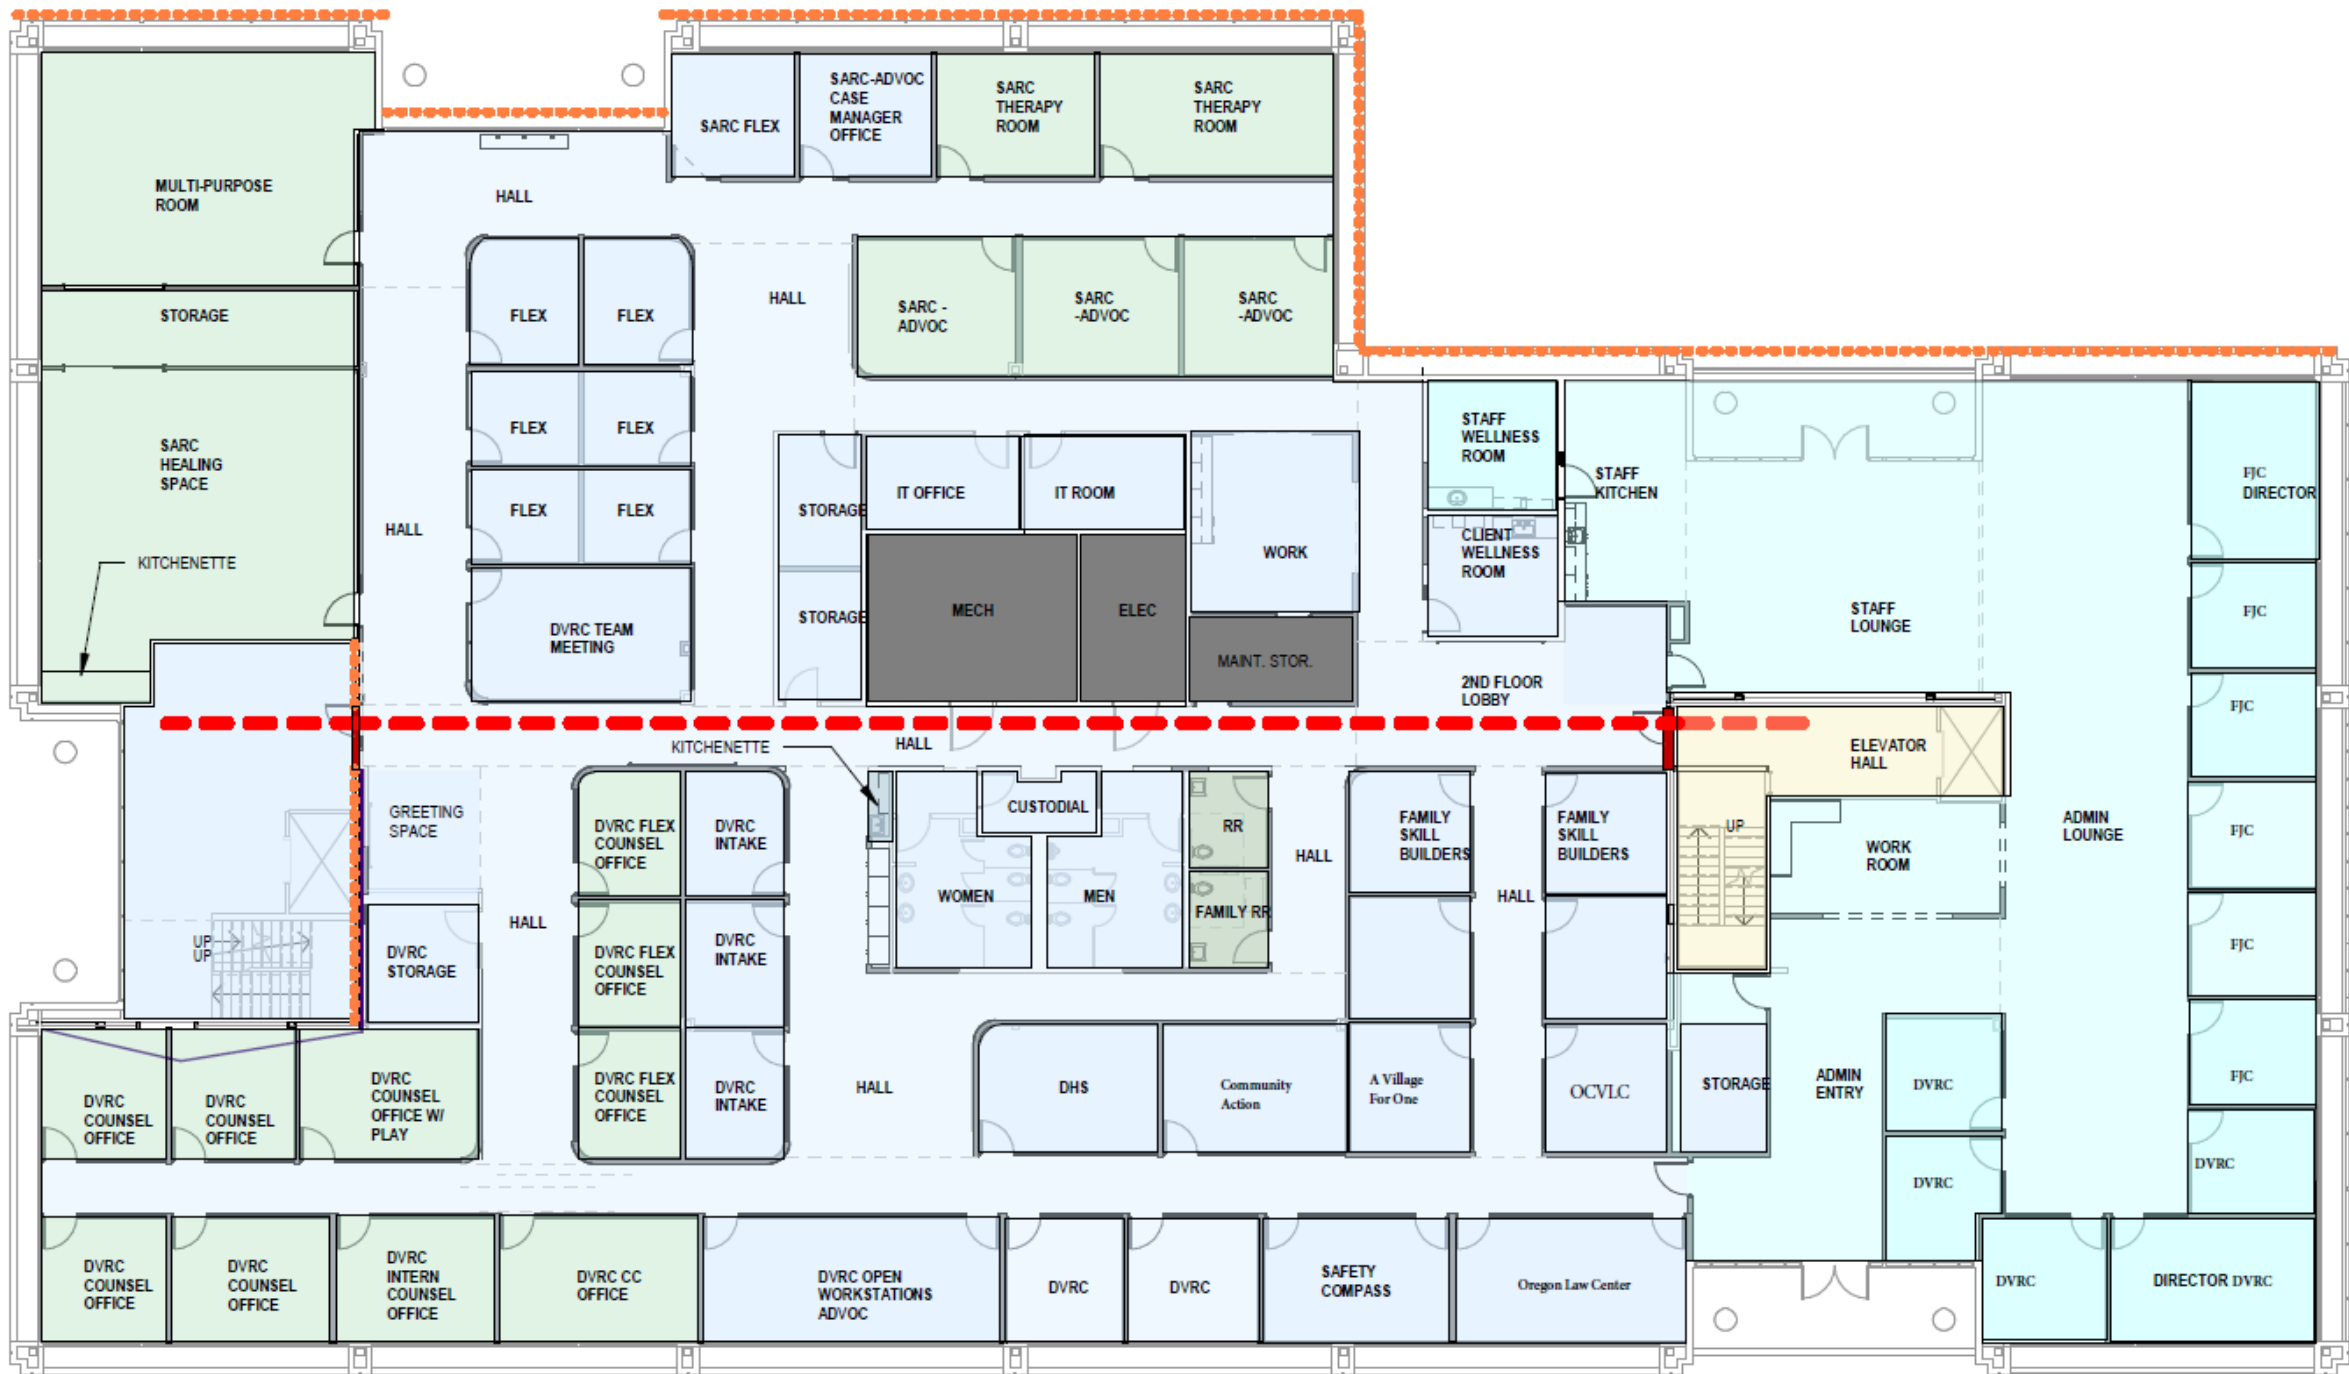 SARC FLEX
SARC-ADVOC
CASE
MANAGER
OFFICE
SARC
THERAPY
ROOM
SARC
THERAPY
ROOM
MULTI-PURPOSE
ROOM
HALL
STORAGE
FLEX
FLEX
HALL
SARC -
ADVOC
SARC
-ADVOC
SARC
-ADVOC
SARC
HEALING
SPACE
FLEX
FLEX
STAFF
WELLNESS
ROOM
STAFF
KITCHEN
FJC
DIRECTOR
HALL
FLEX
FLEX
STORAGE
IT OFFICE
IT ROOM
WORK
CLIENT
WELLNESS
ROOM
KITCHENETTE
DVRC TEAM
MEETING
STORAGE
MECH
ELEC
MAINT. STOR.
STAFF
LOUNGE
FJC
2ND FLOOR
LOBBY
FJC
KITCHENETTE
HALL
ELEVATOR
HALL
GREETING
SPACE
DVRC FLEX
COUNSEL
OFFICE
DVRC
INTAKE
CUSTODIAL
RR
HALL
FAMILY
SKILL
BUILDERS
FAMILY
SKILL
BUILDERS
UP
WORK
ROOM
ADMIN
LOUNGE
FJC
UP
UP
DVRC
STORAGE
HALL
DVRC FLEX
COUNSEL
OFFICE
DVRC
INTAKE
WOMEN
MEN
FAMILY RR
HALL
FJC
DVRC
COUNSEL
OFFICE
DVRC
COUNSEL
OFFICE
DVRC
COUNSEL
OFFICE W/
PLAY
DVRC FLEX
COUNSEL
OFFICE
DVRC
INTAKE
HALL
DHS
Community
Action
A Village
For One
OCVLC
STORAGE
ADMIN
ENTRY
DVRC
FJC
DVRC
DVRC
DVRC
COUNSEL
OFFICE
DVRC
COUNSEL
OFFICE
DVRC
INTERN
COUNSEL
OFFICE
DVRC CC
OFFICE
DVRC OPEN
WORKSTATIONS
ADVOC
DVRC
DVRC
SAFETY
COMPASS
Oregon Law Center
DVRC
DIRECTOR DVRC